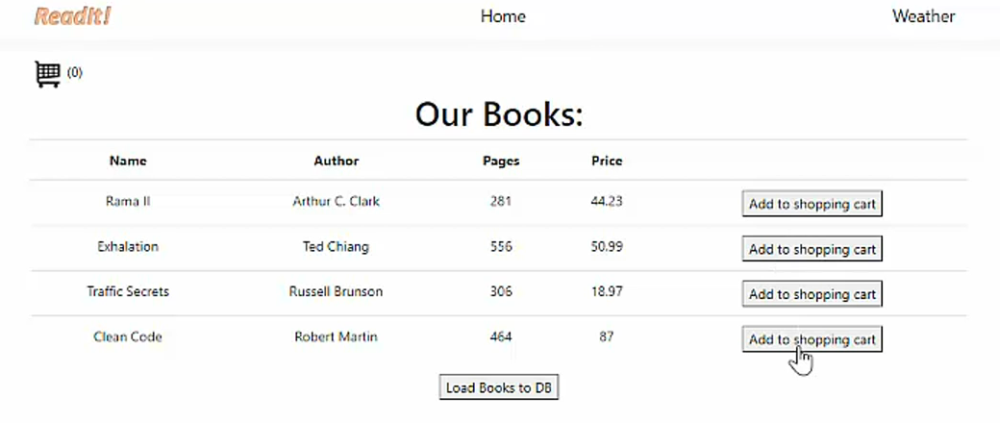 ReadIt! Home Weather
(0)
Our Books:
Name Author Pages Price
Rama II Arthur C. Clark 281 44.23 Add to shopping cart
Exhalation Ted Chiang 556 50.99 Add to shopping cart
Traffic Secrets Russell Brunson 306 18.97 Add to shopping cart
Clean Code Robert Martin 464 87 Add to shopping cart
Load Books to DB